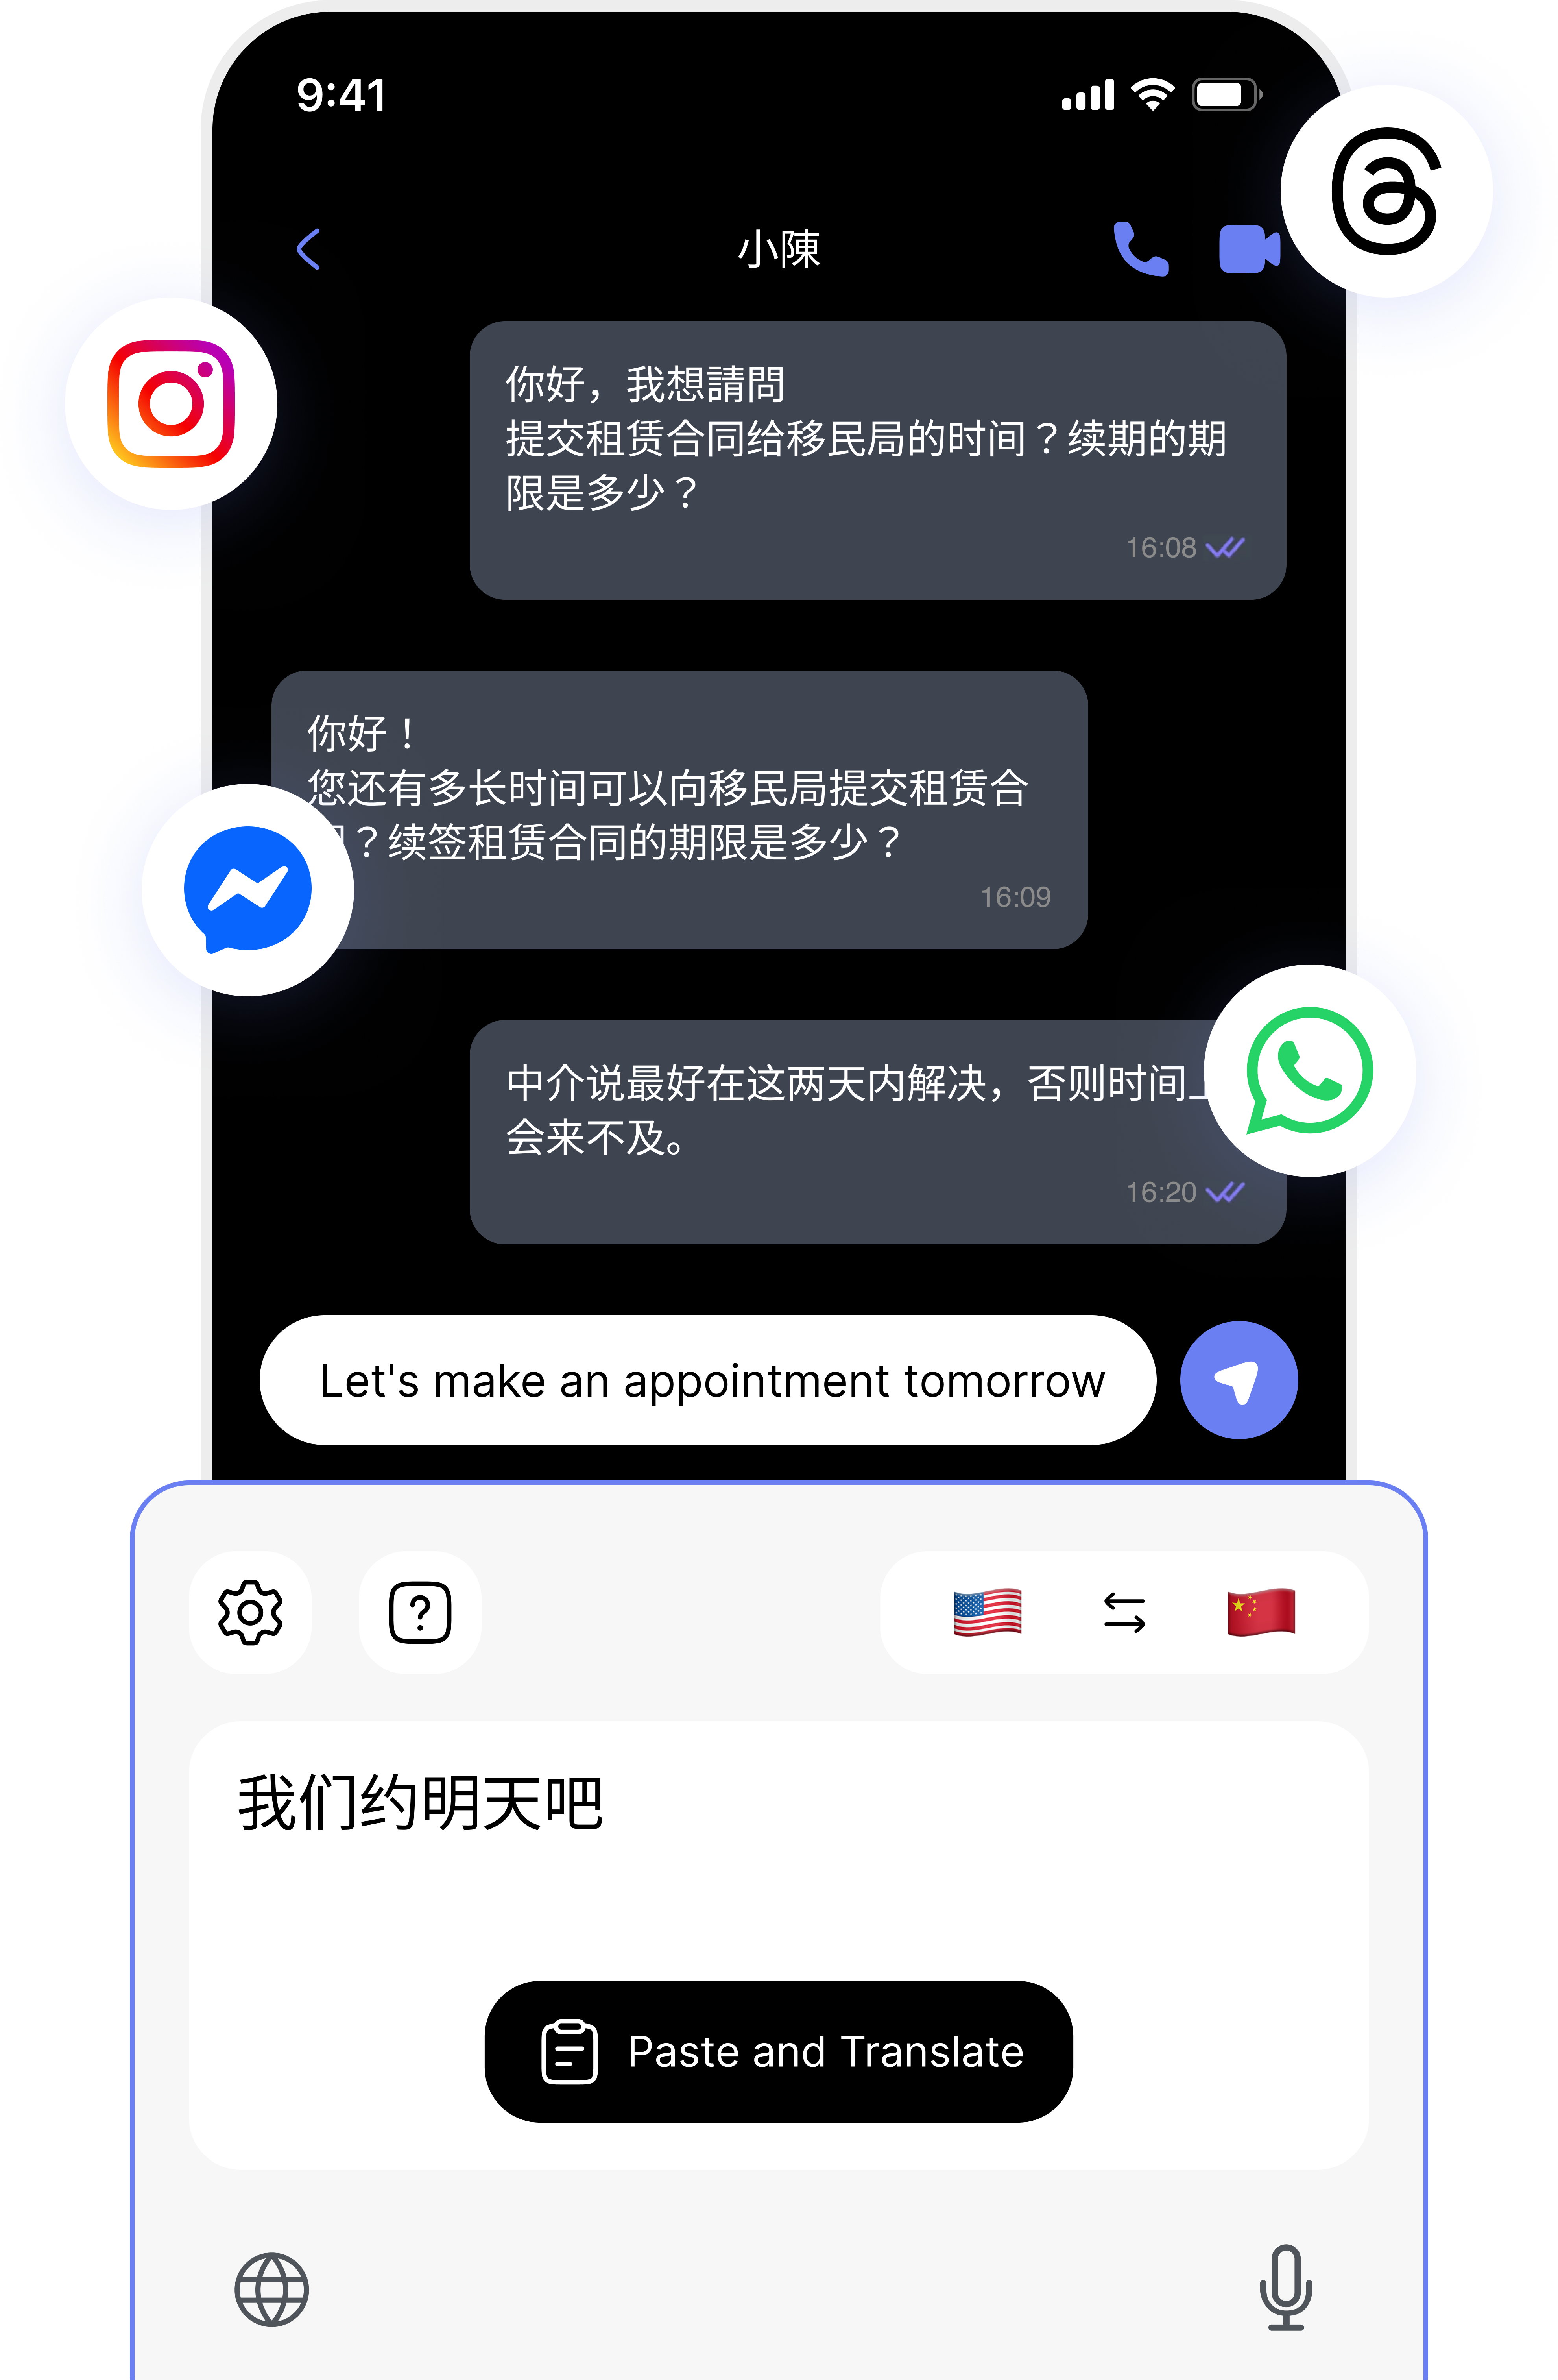 9:41
小陳
你好，我想請問
提交租赁合同给移民局的时间？续期的期
限是多少？
16:08
你好！
您还有多长时间可以向移民局提交租赁合
？续签租赁合同的期限是多少？
16:09
中介说最好在这两天内解决，否则时间
会来不及。
16:20
Let's make an appointment tomorrow
我们约明天吧
Paste and Translate